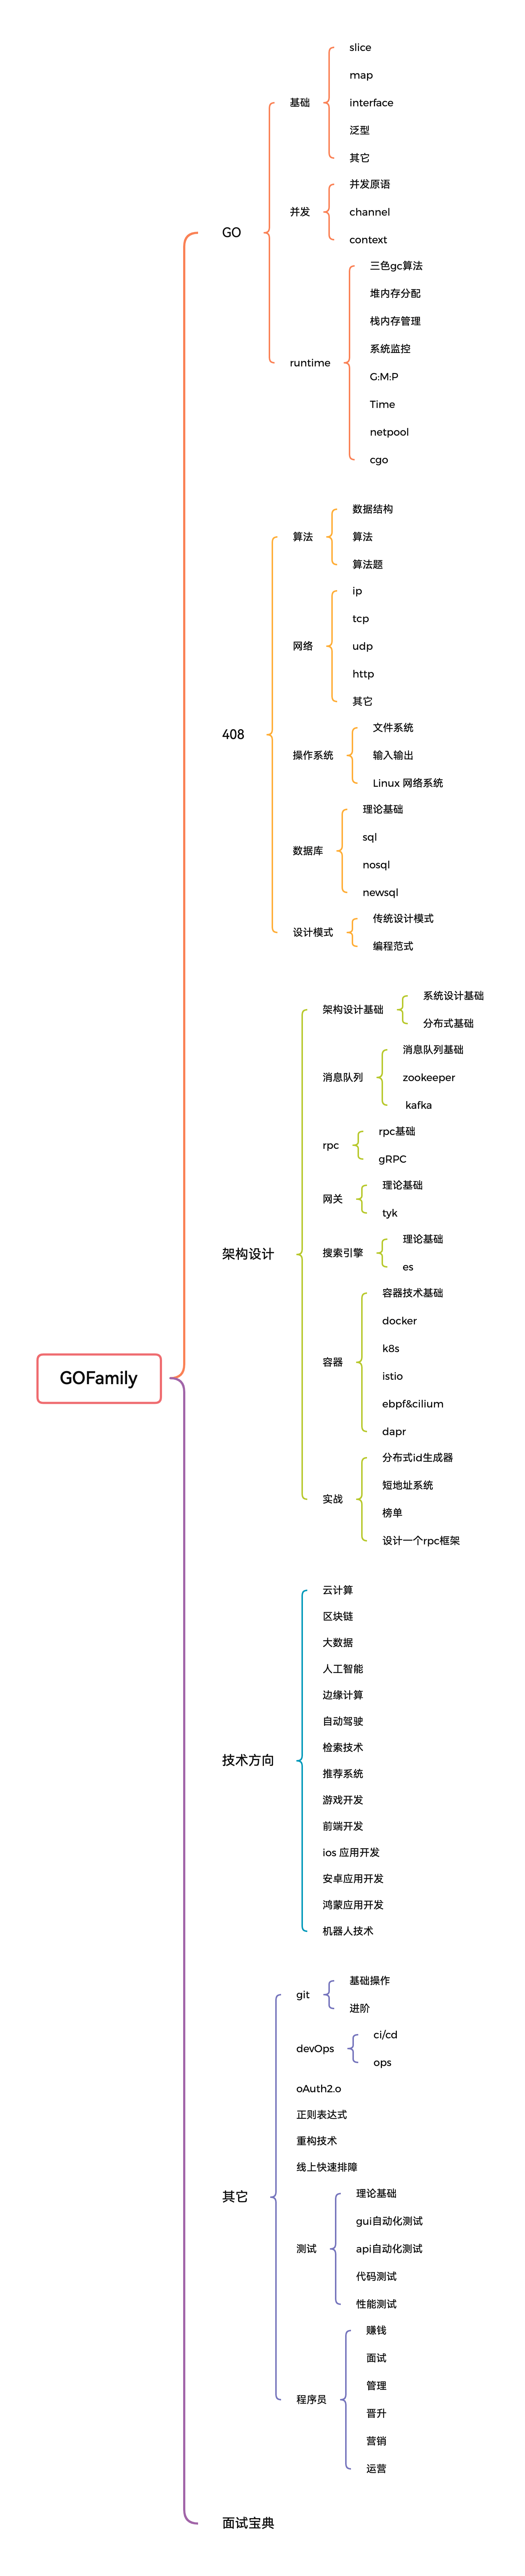 GOFamily
GO
基础
slice
map
interface
泛型
其它
并发
并发原语
channel
context
runtime
三色gc算法
堆内存分配
栈内存管理
系统监控
G:M:P
Time
netpool
cgo
408
算法
数据结构
算法
算法题
网络
ip
tcp
udp
http
其它
操作系统
文件系统
输入输出
Linux 网络系统
数据库
理论基础
sql
nosql
newsql
设计模式
传统设计模式
编程范式
架构设计
架构设计基础
系统设计基础
分布式基础
消息队列
消息队列基础
zookeeper
kafka
rpc
rpc基础
gRPC
网关
理论基础
tyk
搜索引擎
理论基础
es
容器
容器技术基础
docker
k8s
istio
ebpf&cilium
dapr
实战
分布式id生成器
短地址系统
榜单
设计一个rpc框架
技术方向
云计算
区块链
大数据
人工智能
边缘计算
自动驾驶
检索技术
推荐系统
游戏开发
前端开发
ios 应用开发
安卓应用开发
鸿蒙应用开发
机器人技术
其它
git
基础操作
进阶
devOps
ci/cd
ops
oAuth2.0
正则表达式
重构技术
线上快速排障
测试
理论基础
gui自动化测试
api自动化测试
代码测试
性能测试
程序员
赚钱
面试
管理
晋升
营销
运营
面试宝典